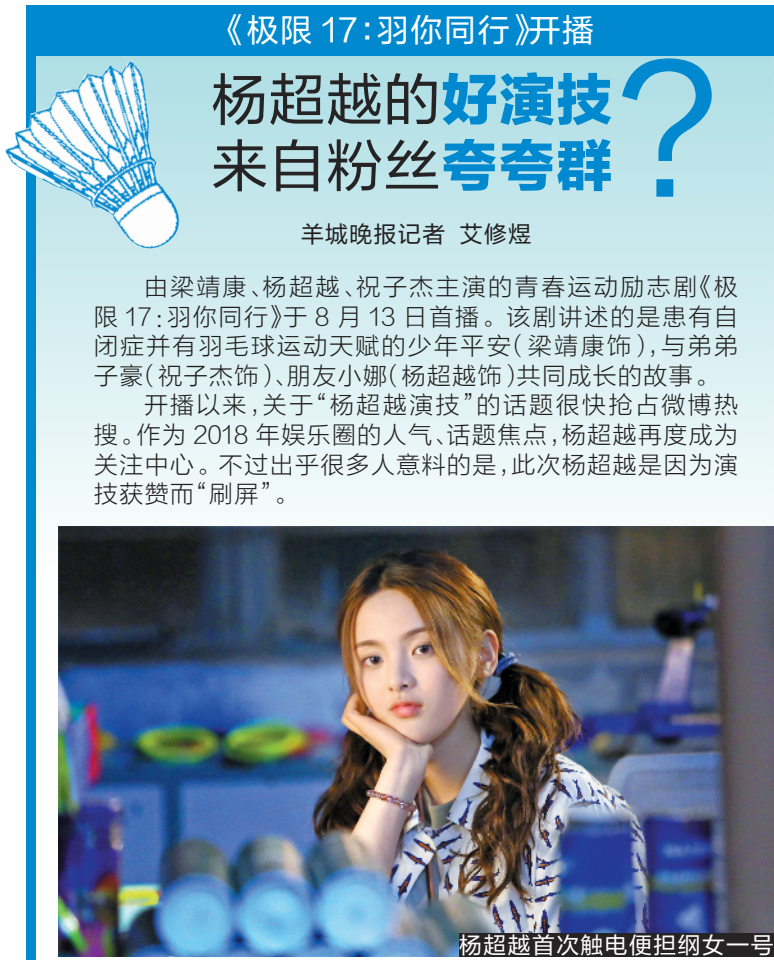 《极限 17：羽你同行》开播
杨超越的好演技
来自粉丝夸夸群？
羊城晚报记者 艾修煜
由梁靖康、杨超越、祝子杰主演的青春运动励志剧《极
限 17：羽你同行》于 8 月 13 日首播。该剧讲述的是患有自
闭症并有羽毛球运动天赋的少年平安（梁靖康饰），与弟弟
子豪（祝子杰饰）、朋友小娜（杨超越饰）共同成长的故事。
开播以来，关于“杨超越演技”的话题很快抢占微博热
搜。作为 2018 年娱乐圈的人气、话题焦点，杨超越再度成为
关注中心。不过出乎很多人意料的是，此次杨超越是因为演
技获赞而“刷屏”。
杨超越首次触电便担纲女一号